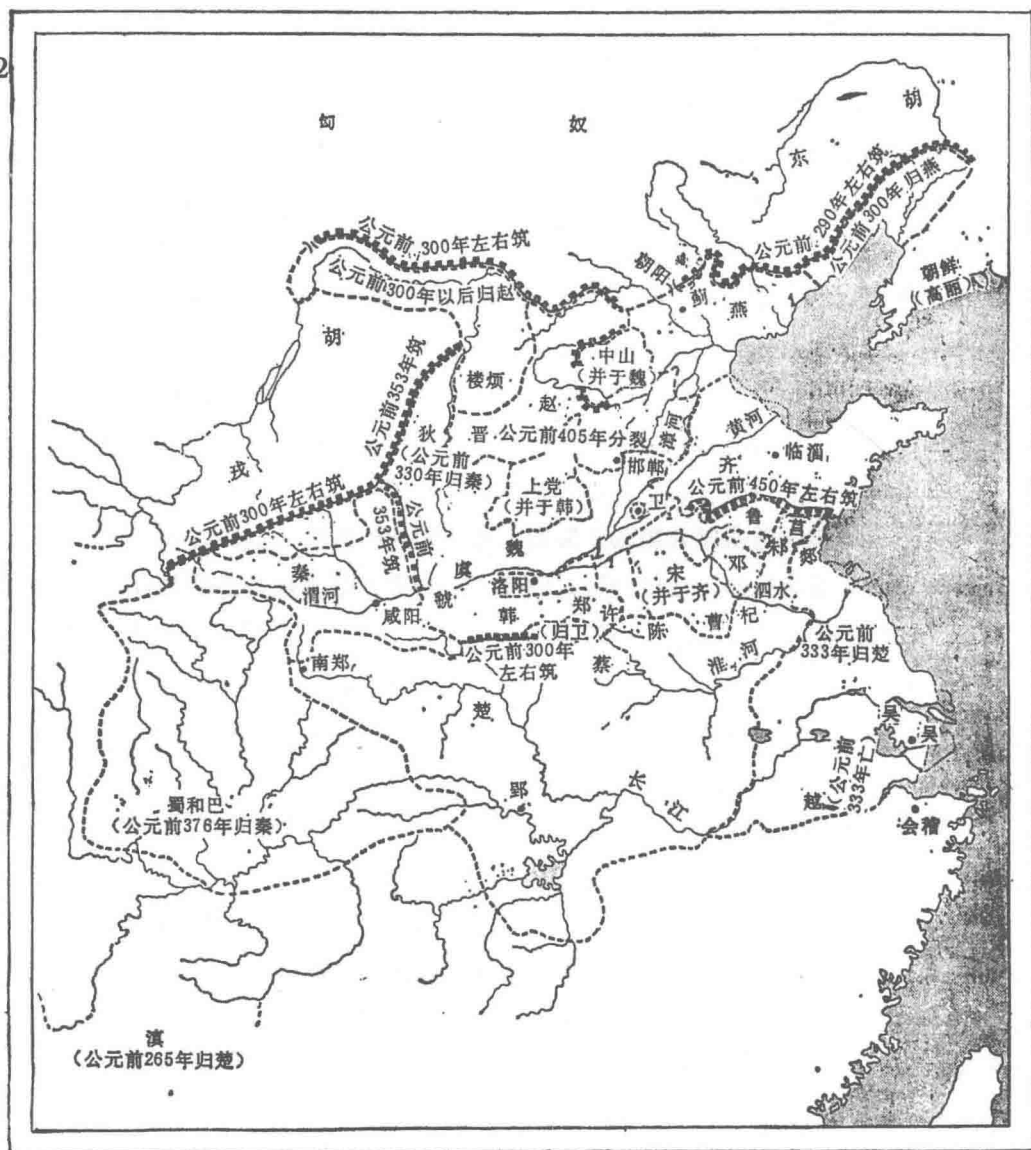 2
匈 奴
胡
东
公元前290年左右筑
公元前300年归燕
公元前300年左右筑
公元前300年以后归赵
朝阳
蓟
燕
朝鲜
(高丽人)
胡
公元前353年筑
楼烦
中山
(并于魏)
赵
晋 公元前405年分裂
狄
(公元前
330年归秦)
黄河
邯郸
齐
临淄
上党
(并于韩)
卫
公元前450年左右筑
戎
公元前300年左右筑
公元前
353年筑
鲁
莒
邾
郯
魏
虞
虢
洛阳
宋
(并于齐)
邓
泗水
秦
渭河
咸阳
韩
郑
许
(归卫)
陈
曹
杞
公元前300年
左右筑
蔡
淮河
公元前
333年归楚
南郑
楚
吴
吴
越
(公元前
333年亡)
会稽
长江
郢
蜀和巴
(公元前376年归秦)
滇
(公元前265年归楚)